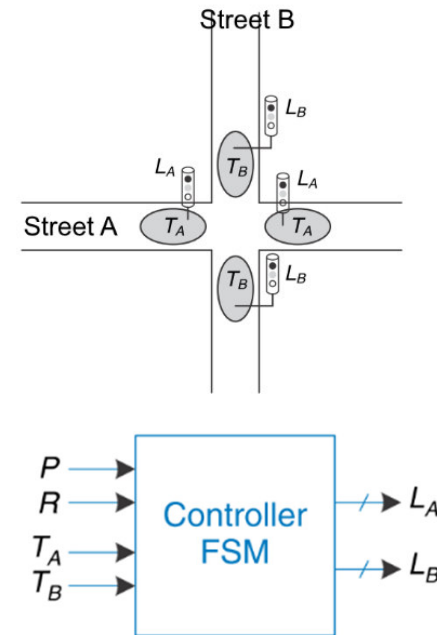 Street B
L_B
T_B
L_A
L_A
Street A
T_A
T_A
T_B
L_B
P
R
T_A
T_B
Controller
FSM
L_A
L_B